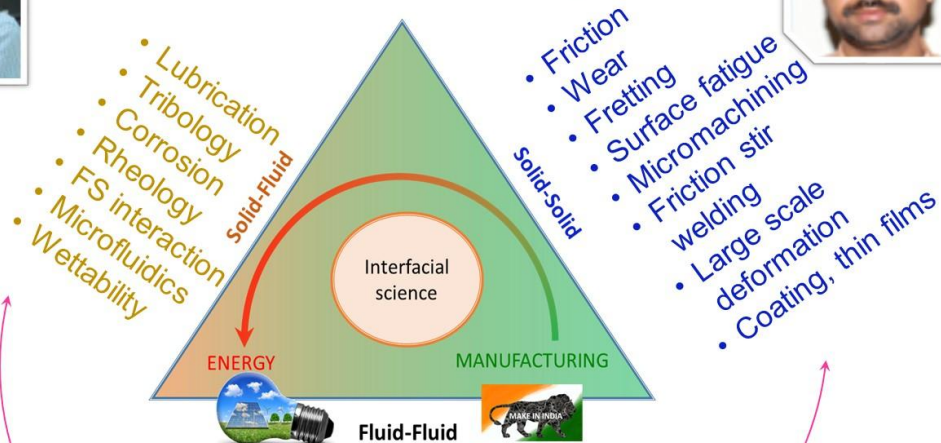 • Lubrication
• Tribology
• Corrosion
• Rheology
• FS interaction
• Microfluidics
• Wettability
Solid-Fluid
Solid-Solid
• Friction
• Wear
• Fretting
• Surface fatigue
• Micromachining
• Friction stir
welding
• Large scale
deformation
• Coating, thin films
Interfacial
science
ENERGY
MANUFACTURING
MAKE IN INDIA
Fluid-Fluid